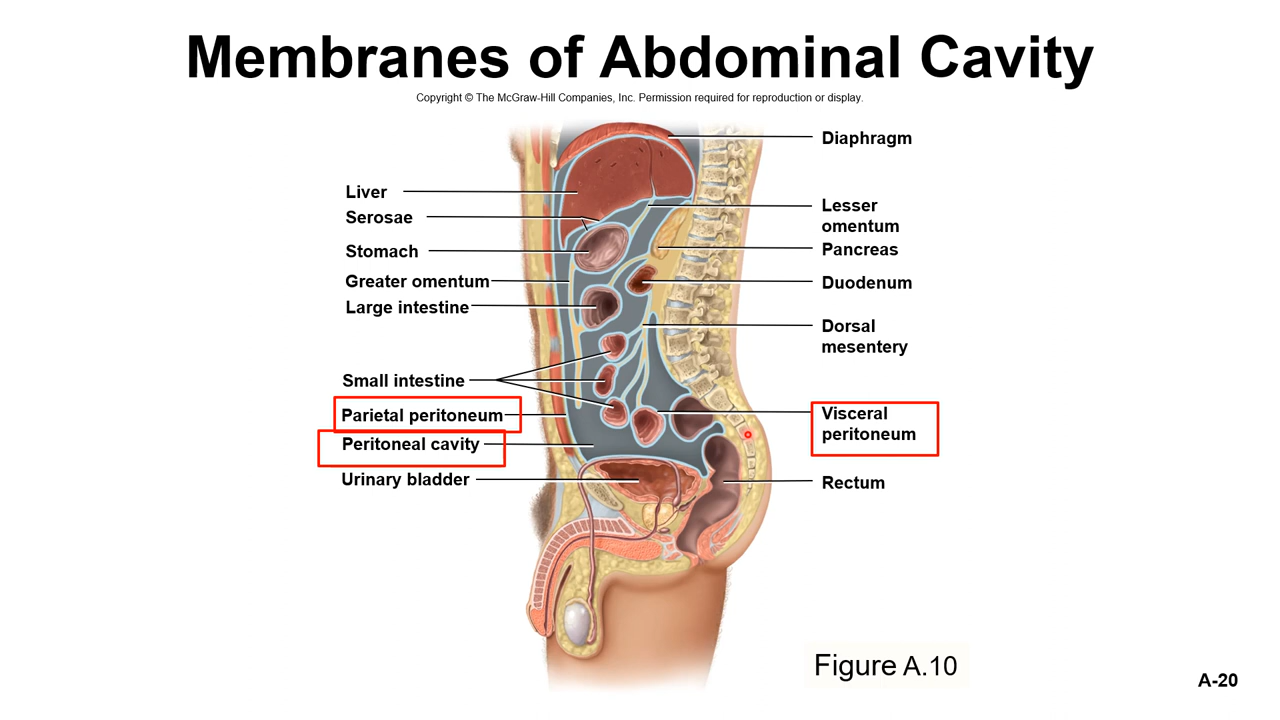 Membranes of Abdominal Cavity
Copyright © The McGraw-Hill Companies, Inc. Permission required for reproduction or display.
Liver
Serosae
Stomach
Greater omentum
Large intestine
Small intestine
Parietal peritoneum
Peritoneal cavity
Urinary bladder
Diaphragm
Lesser
omentum
Pancreas
Duodenum
Dorsal
mesentery
Visceral
peritoneum
Rectum
Figure A.10
A-20